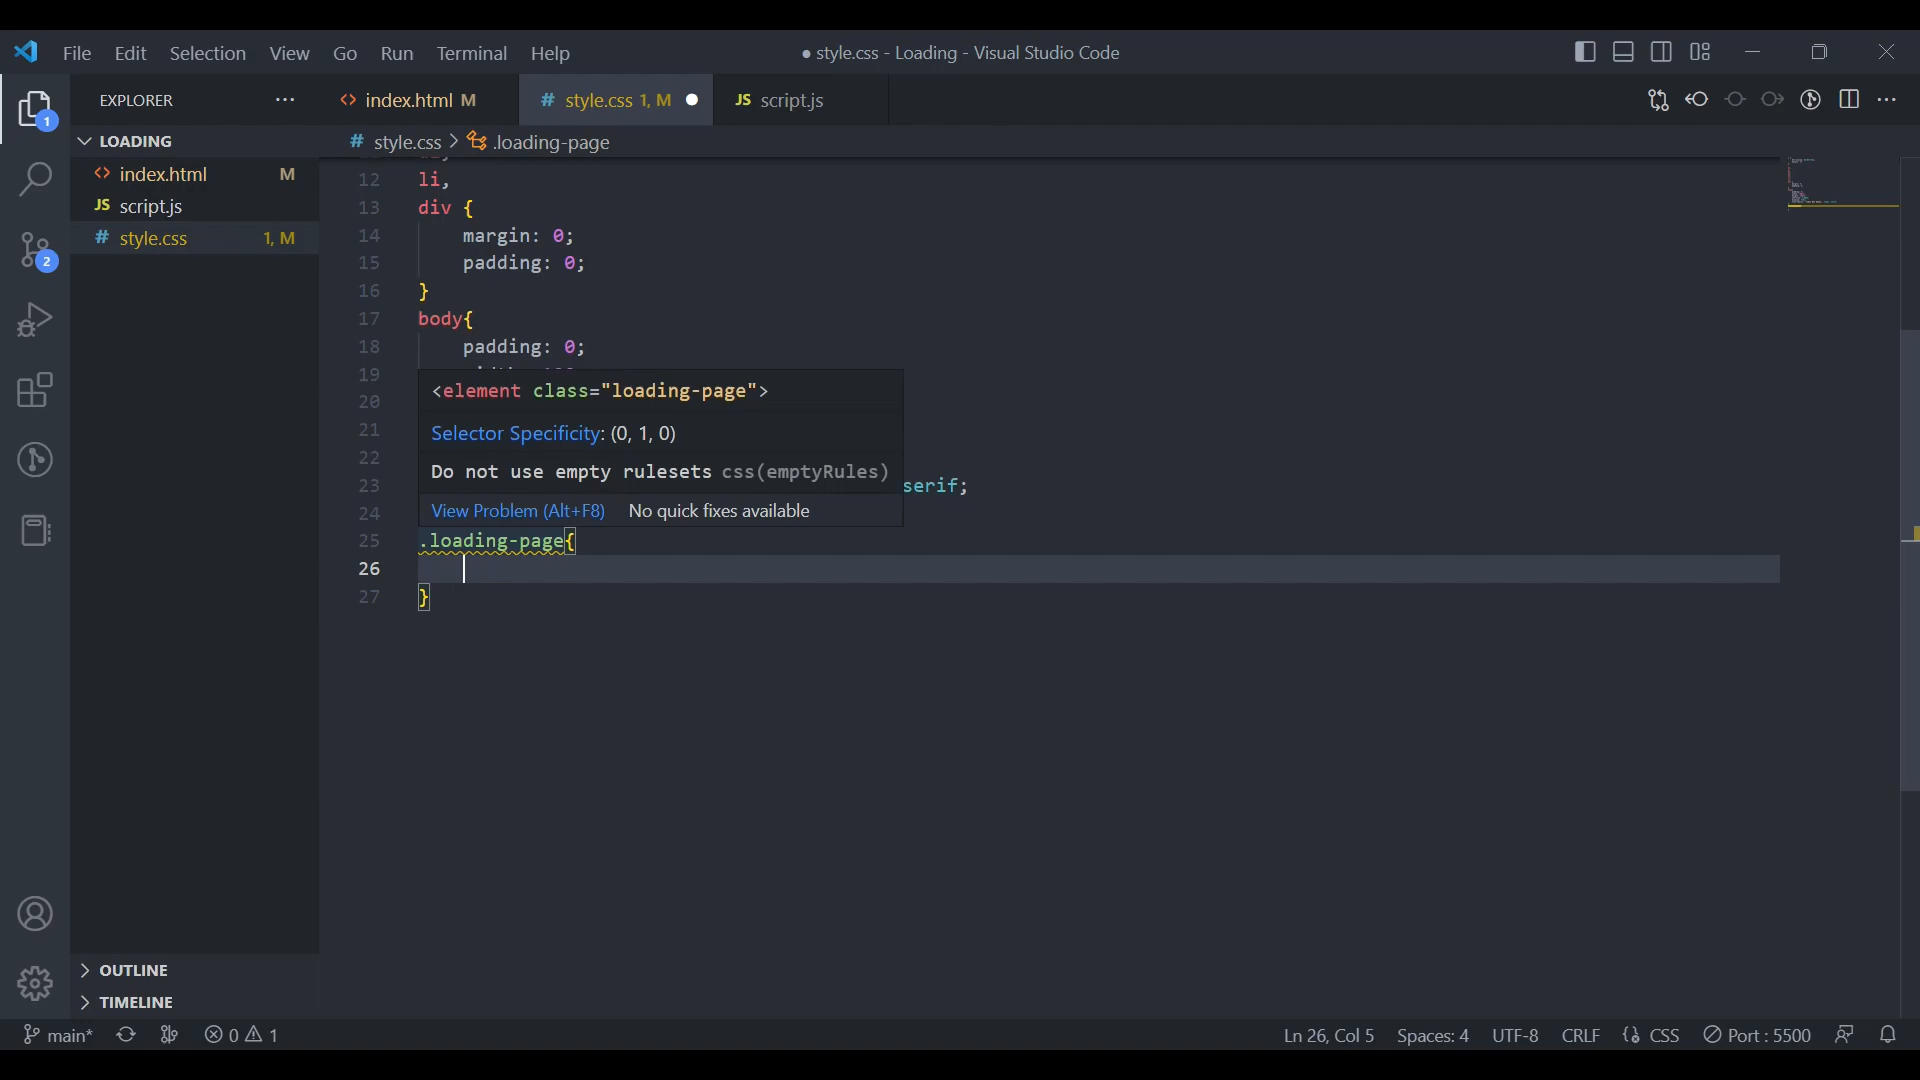 File Edit Selection View Go Run Terminal Help
● style.css - Loading - Visual Studio Code
EXPLORER ···
<> index.html M
# style.css 1, M ●
JS script.js
LOADING
<> index.html M
JS script.js
# style.css 1, M
# style.css > .loading-page
12 li,
13 div {
14 margin: 0;
15 padding: 0;
16 }
17 body{
18 padding: 0;
19
20
21
22
23 serif;
24
<element class="loading-page">
Selector Specificity: (0, 1, 0)
Do not use empty rulesets css(emptyRules)
View Problem (Alt+F8) No quick fixes available
25 .loading-page{
26
27 }
1
2
OUTLINE
TIMELINE
main* 0 1
Ln 26, Col 5 Spaces: 4 UTF-8 CRLF {} CSS Port : 5500